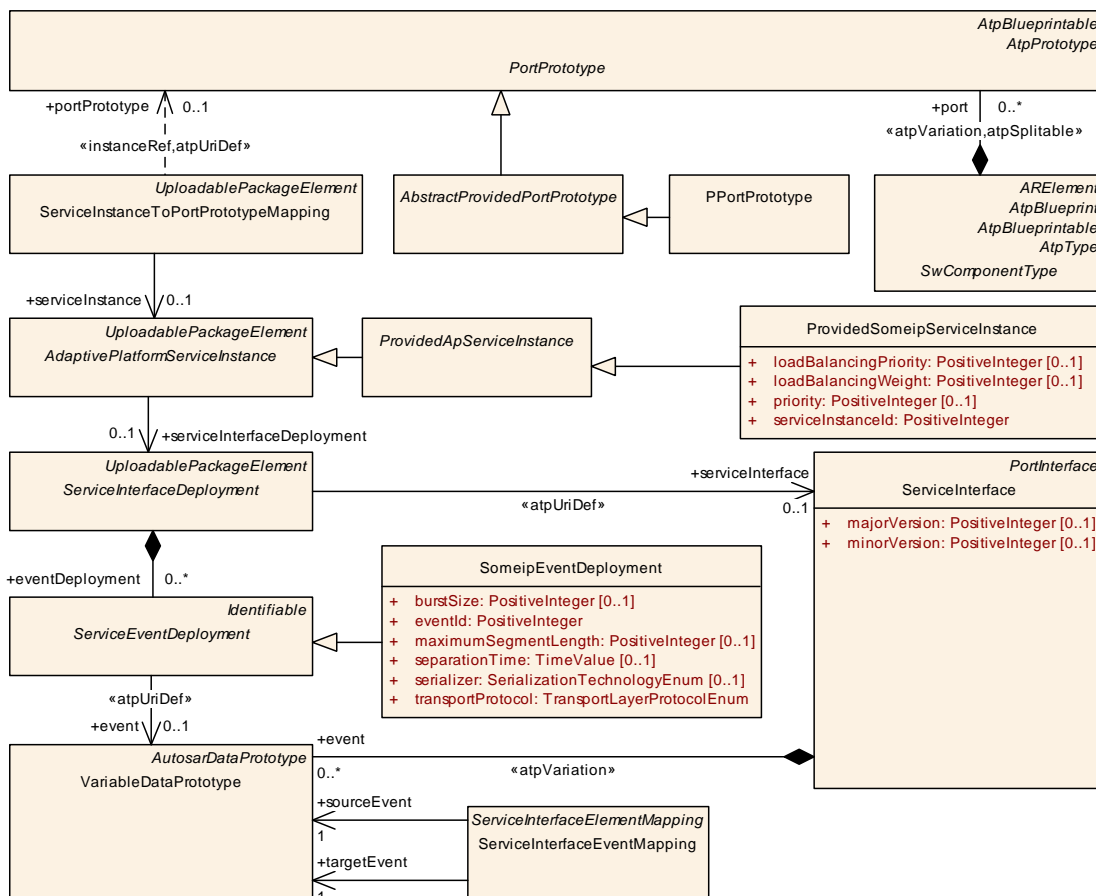 AtpBlueprintable
AtpPrototype
PortPrototype
+portPrototype
0..1
+port
0..*
«instanceRef,atpUriDef»
«atpVariation,atpSplitable»
UploadablePackageElement
ServiceInstanceToPortPrototypeMapping
AbstractProvidedPortPrototype
PPortPrototype
ARElement
AtpBlueprint
AtpBlueprintable
AtpType
SwComponentType
+serviceInstance
0..1
UploadablePackageElement
AdaptivePlatformServiceInstance
ProvidedApServiceInstance
ProvidedSomeipServiceInstance
+ loadBalancingPriority: PositiveInteger [0..1]
+ loadBalancingWeight: PositiveInteger [0..1]
+ priority: PositiveInteger [0..1]
+ serviceInstanceId: PositiveInteger
0..1
+serviceInterfaceDeployment
UploadablePackageElement
ServiceInterfaceDeployment
+serviceInterface
«atpUriDef»
0..1
PortInterface
ServiceInterface
+ majorVersion: PositiveInteger [0..1]
+ minorVersion: PositiveInteger [0..1]
+eventDeployment
0..*
Identifiable
ServiceEventDeployment
SomeipEventDeployment
+ burstSize: PositiveInteger [0..1]
+ eventId: PositiveInteger
+ maximumSegmentLength: PositiveInteger [0..1]
+ separationTime: TimeValue [0..1]
+ serializer: SerializationTechnologyEnum [0..1]
+ transportProtocol: TransportLayerProtocolEnum
«atpUriDef»
+event
0..1
AutosarDataPrototype
VariableDataPrototype
+event
0..*
«atpVariation»
+sourceEvent
1
+targetEvent
1
ServiceInterfaceElementMapping
ServiceInterfaceEventMapping